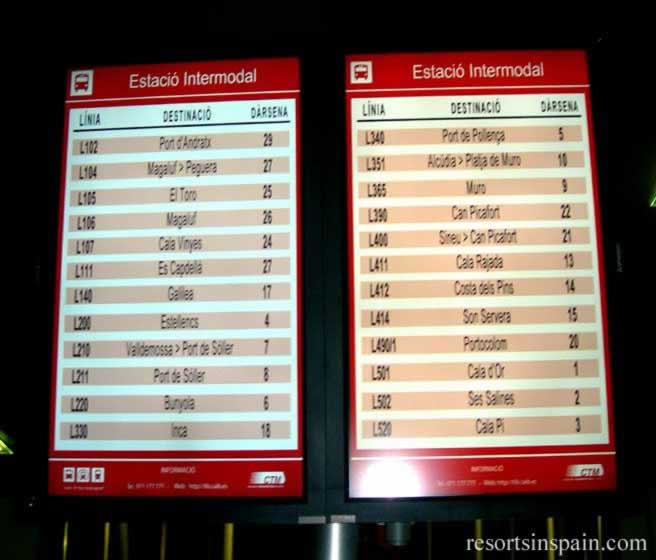 Estació Intermodal
LÍNIA DESTINACIÓ DÀRSENA
L102 Port d'Andratx 29
L104 Magaluf > Peguera 27
L105 El Toro 25
L106 Magaluf 26
L107 Cala Vinyes 24
L111 Es Capdellà 27
L140 Galilea 17
L200 Estellencs 4
L210 Valldemossa > Port de Sóller 7
L211 Port de Sóller 8
L220 Bunyola 6
L330 Inca 18
INFORMACIÓ
CTM
Estació Intermodal
LÍNIA DESTINACIÓ DÀRSENA
L340 Port de Pollença 5
L351 Alcúdia > Platja de Muro 10
L365 Muro 9
L390 Can Picafort 22
L400 Sineu > Can Picafort 21
L411 Cala Rajada 13
L412 Costa dels Pins 14
L414 Son Servera 15
L490/1 Portocolom 20
L501 Cala d'Or 1
L502 Ses Salines 2
L520 Cala Pi 3
INFORMACIÓ
CTM
resortsinspain.com